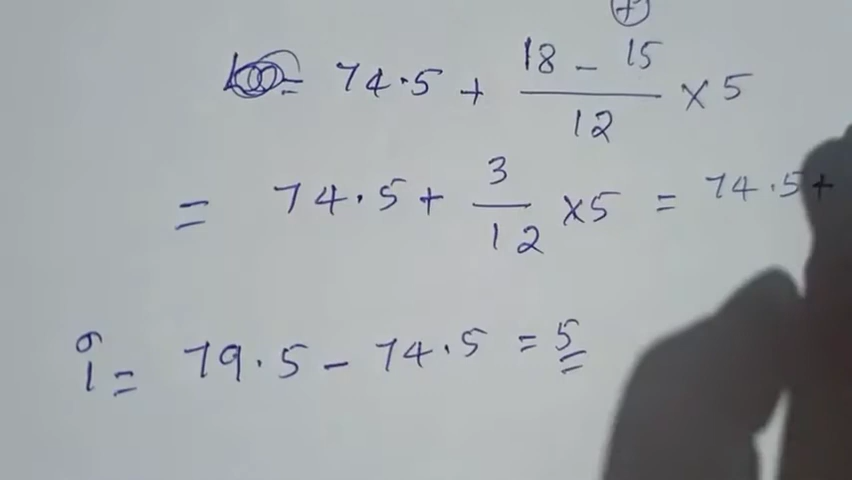 +
= 74.5 + 18 - 15 / 12 × 5
= 74.5 + 3 / 12 × 5 = 74.5 +
i = 79.5 - 74.5 = 5